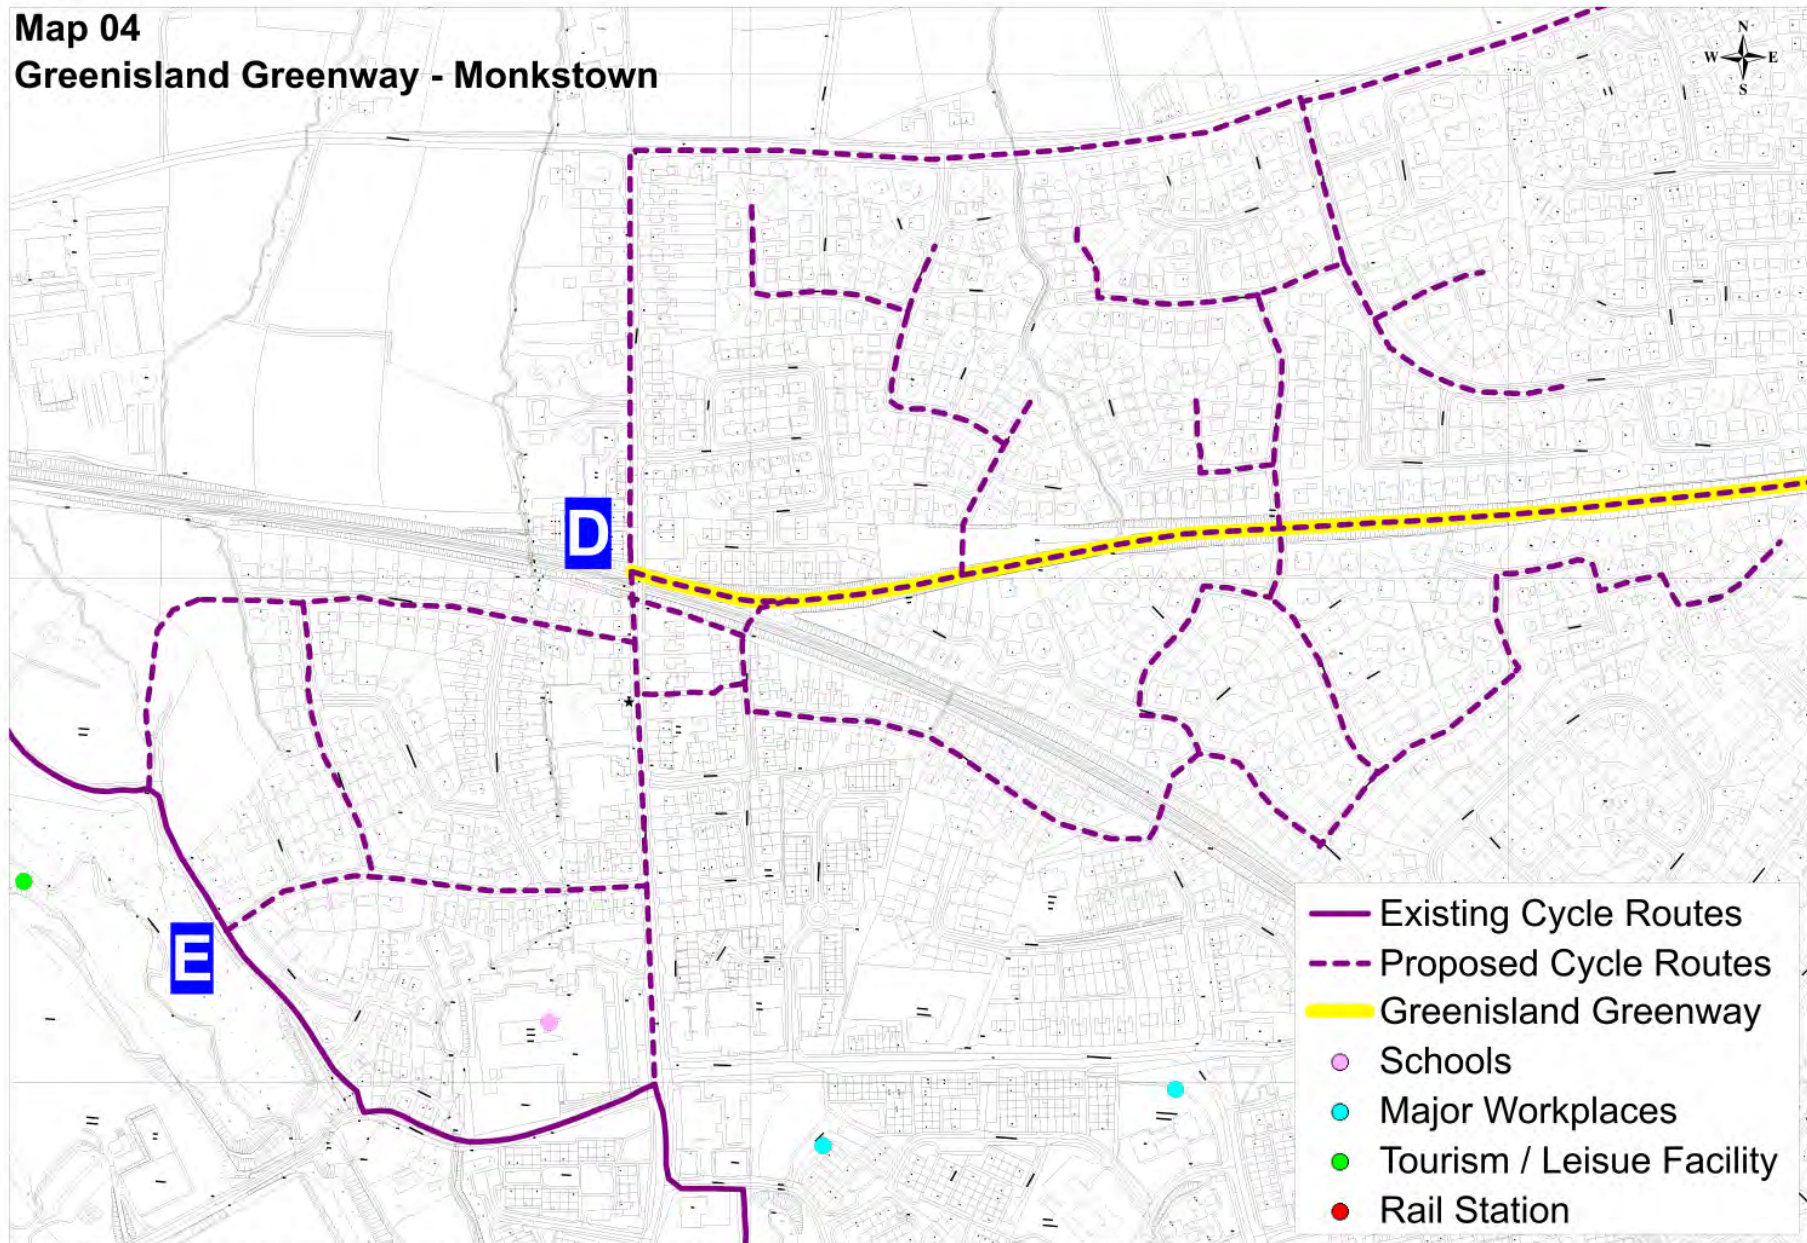 Map 04
Greenisland Greenway - Monkstown
N
W E
S
D
E
Existing Cycle Routes
Proposed Cycle Routes
Greenisland Greenway
Schools
Major Workplaces
Tourism / Leisue Facility
Rail Station